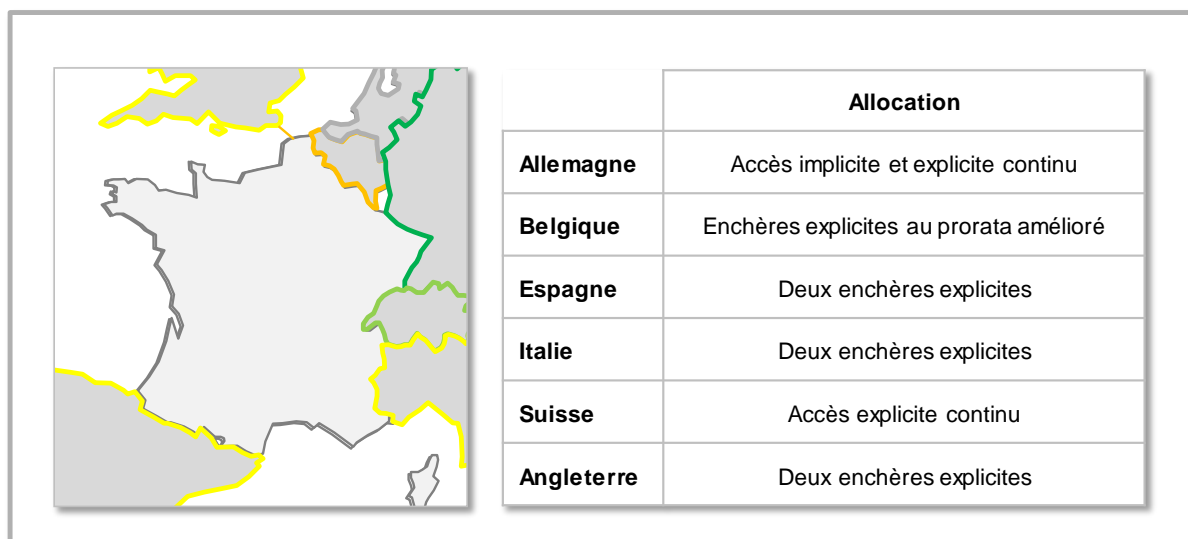 Allocation
Allemagne Accès implicite et explicite continu
Belgique Enchères explicites au prorata amélioré
Espagne Deux enchères explicites
Italie Deux enchères explicites
Suisse Accès explicite continu
Angleterre Deux enchères explicites